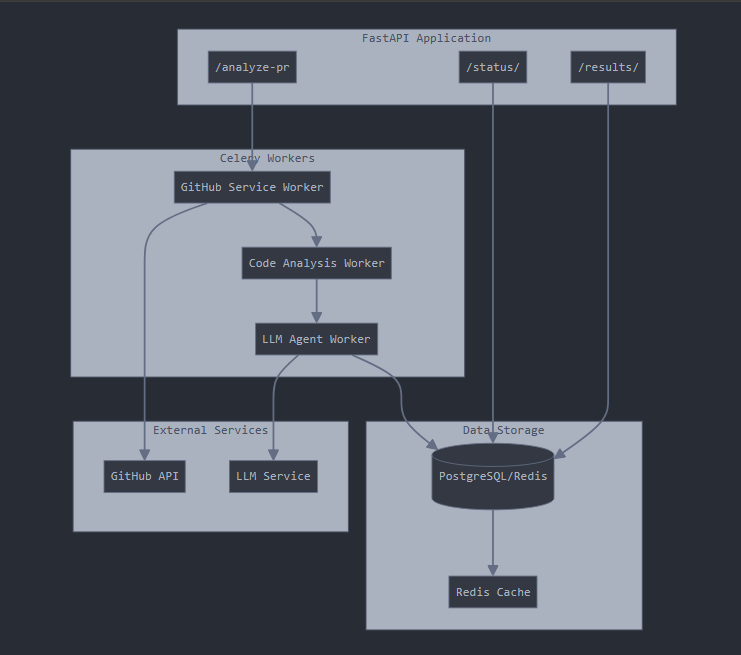 FastAPI Application
/analyze-pr
/status/
/results/
Celery Workers
GitHub Service Worker
Code Analysis Worker
LLM Agent Worker
External Services
Data Storage
GitHub API
LLM Service
PostgreSQL/Redis
Redis Cache